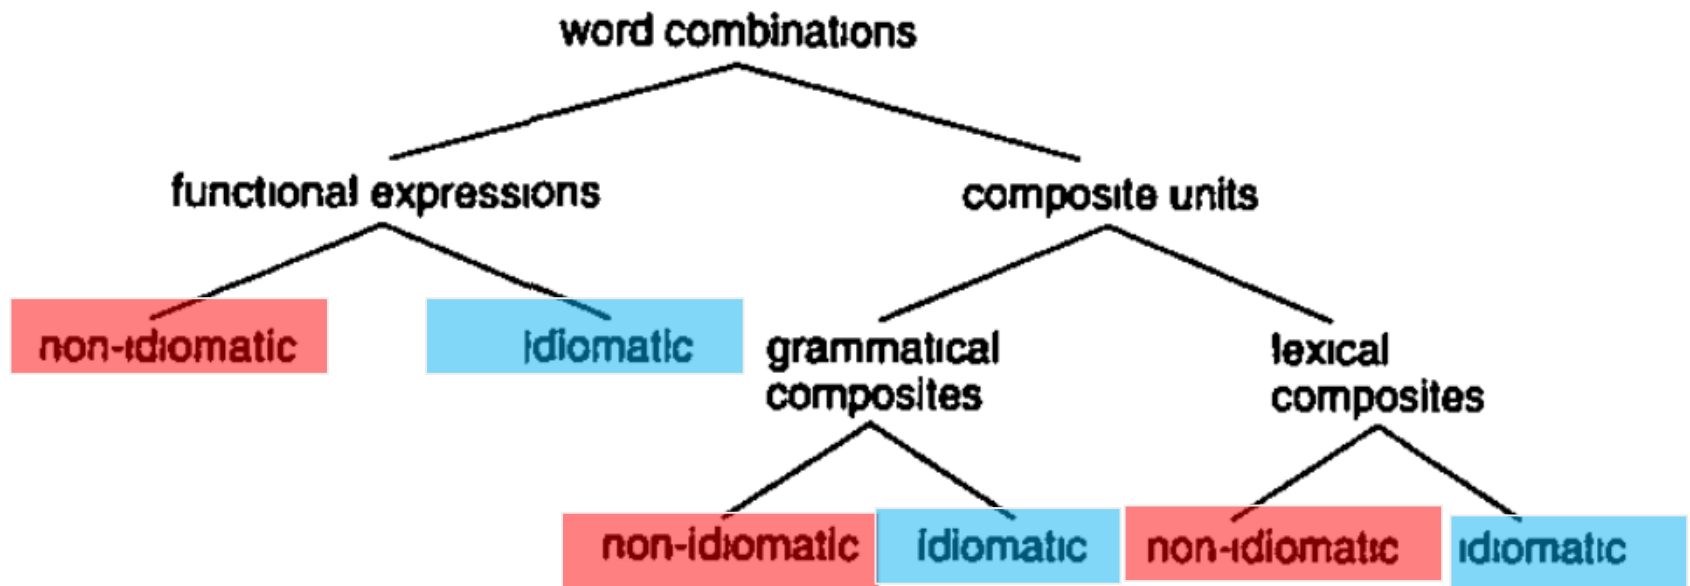 word combinations
functional expressions
composite units
non-idiomatic
idiomatic
grammatical
composites
lexical
composites
non-idiomatic
idiomatic
non-idiomatic
idiomatic